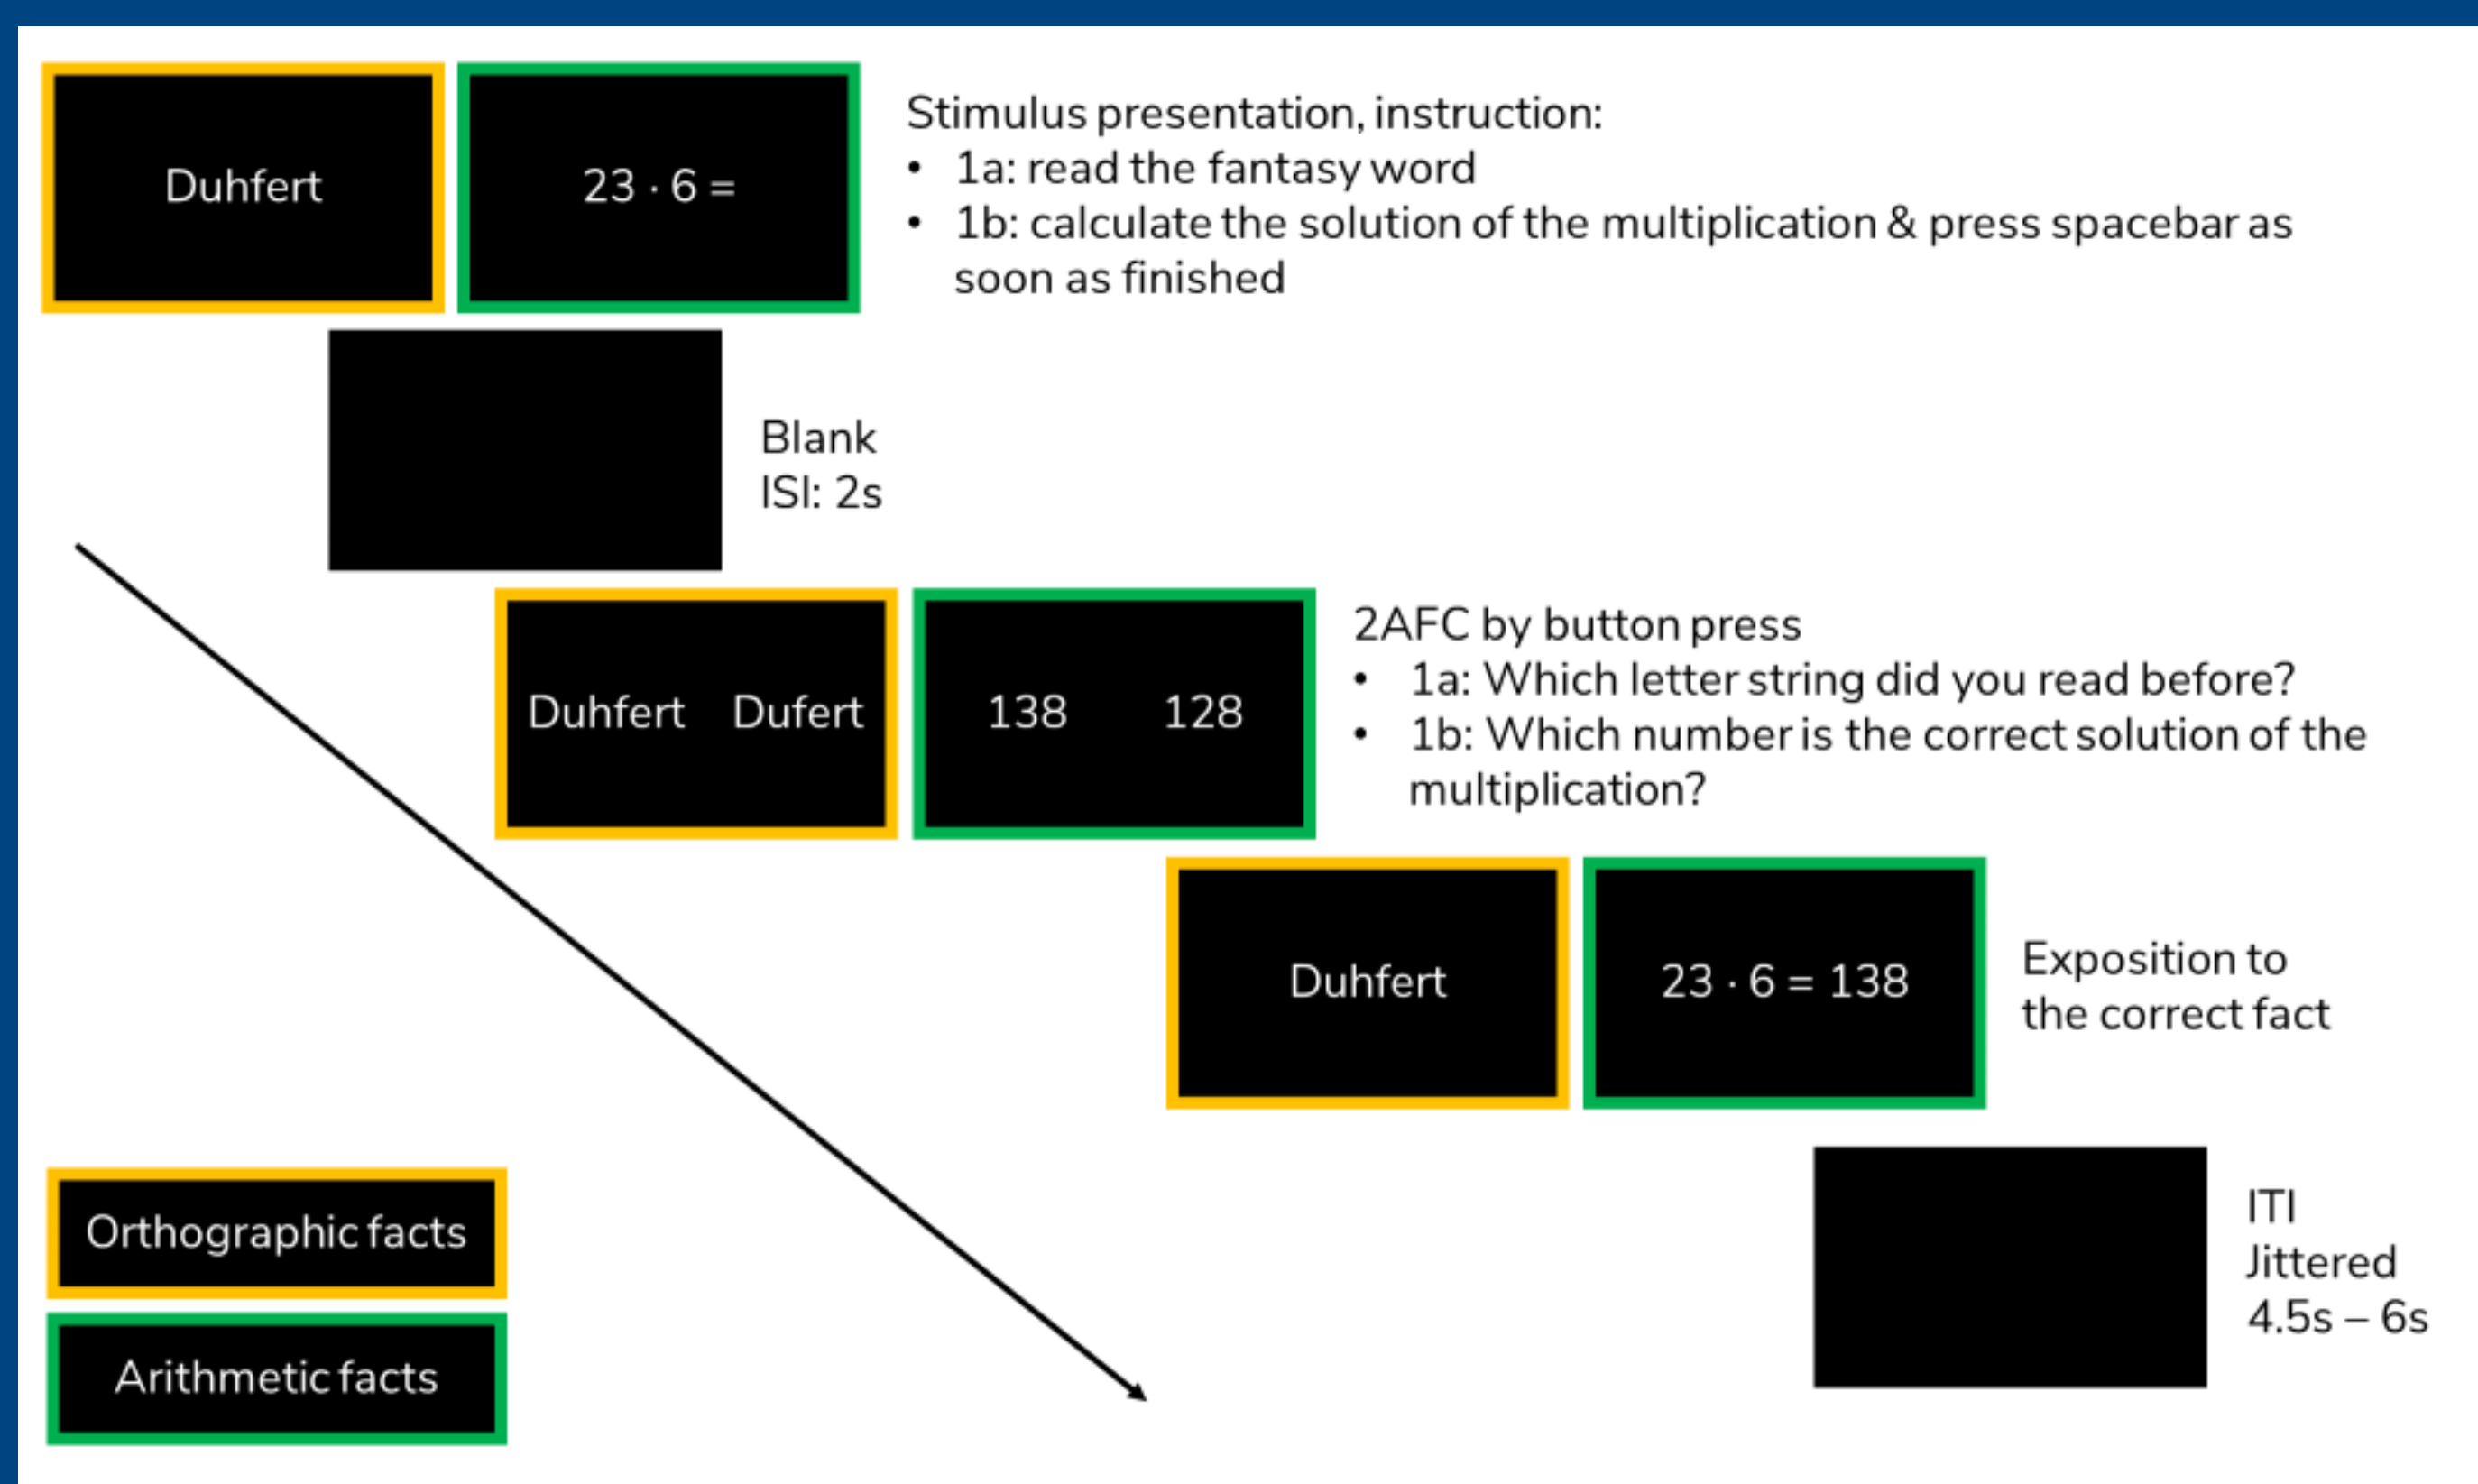 Duhfert
23 · 6 =
Stimulus presentation, instruction:
• 1a: read the fantasy word
• 1b: calculate the solution of the multiplication & press spacebar as
soon as finished
Blank
ISI: 2s
Duhfert Dufert
138 128
2AFC by button press
• 1a: Which letter string did you read before?
• 1b: Which number is the correct solution of the
multiplication?
Duhfert
23 · 6 = 138
Exposition to
the correct fact
Orthographic facts
Arithmetic facts
ITI
Jittered
4.5s – 6s